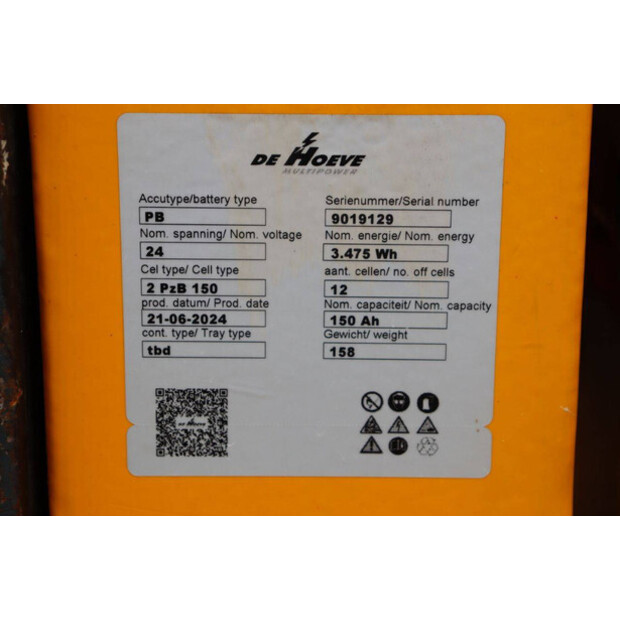 DE HOEVE
MULTIPOWER
Accutype/battery type
PB
Serienummer/Serial number
9019129
Nom. spanning/ Nom. voltage
24
Nom. energie/ Nom. energy
3.475 Wh
Cel type/ Cell type
2 PzB 150
aant. cellen/ no. off cells
12
prod. datum/ Prod. date
21-06-2024
Nom. capaciteit/ Nom. capacity
150 Ah
cont. type/ Tray type
tbd
Gewicht/ weight
158
DE HOEVE